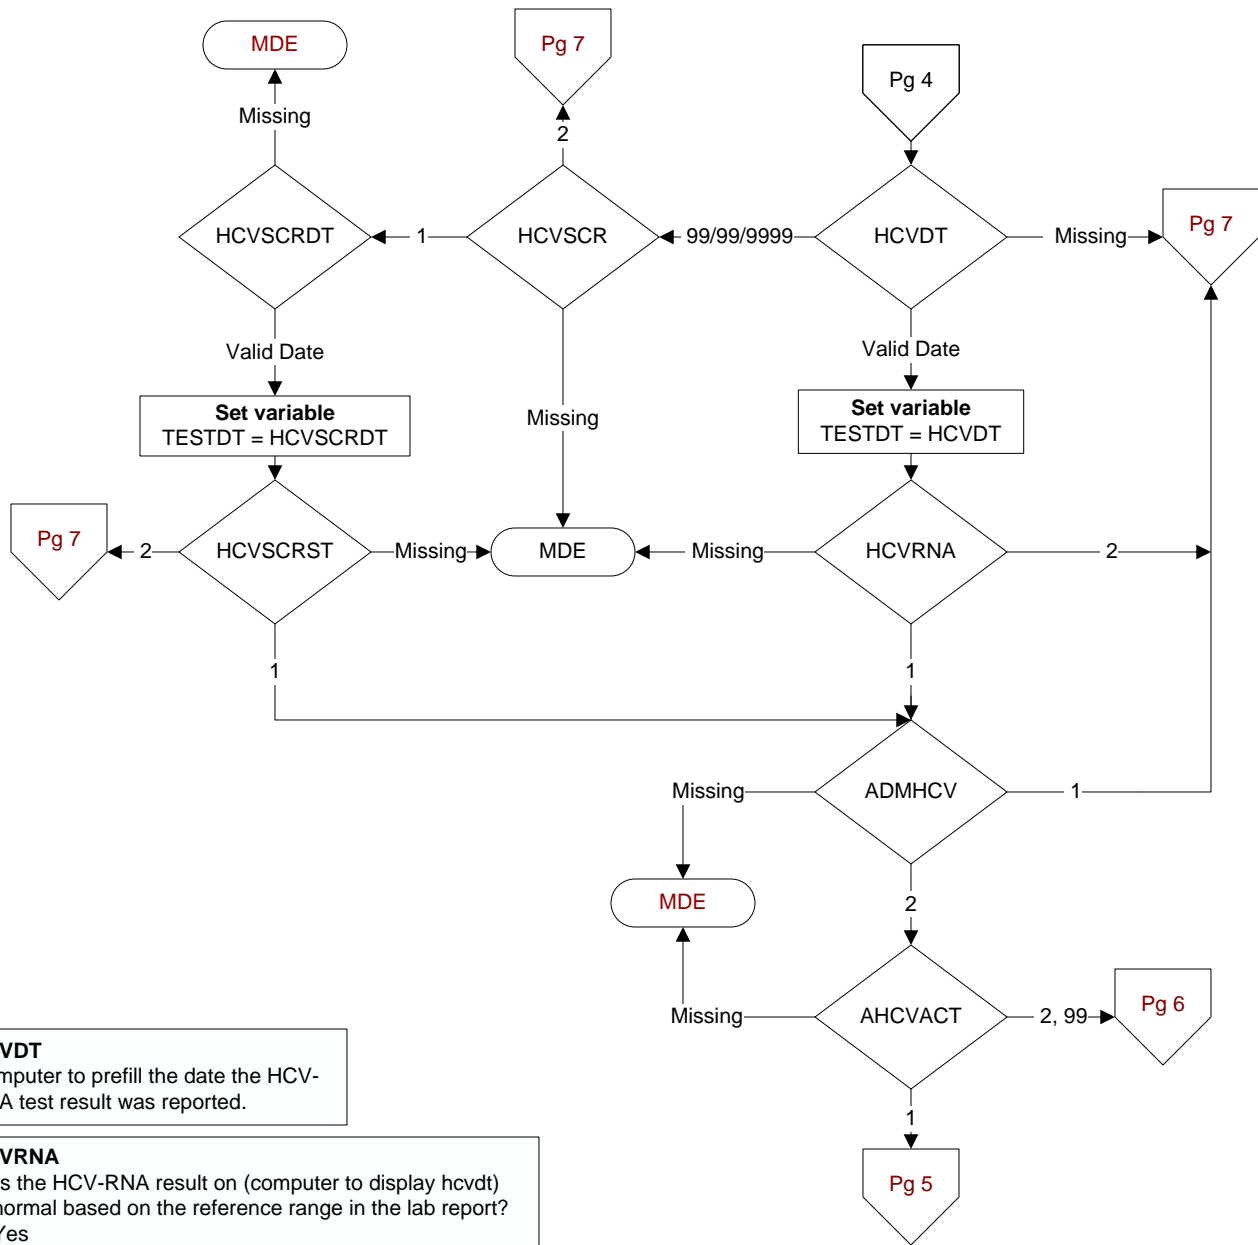 MDE
Pg 7
Pg 4
Missing
2
HCVSCRDT
1
HCVSCR
99/99/9999
HCVDT
Missing
Pg 7
Valid Date
Valid Date
Set variable
TESTDT = HCVSCRDT
Missing
Set variable
TESTDT = HCVDT
Pg 7
2
HCVSCRST
Missing
MDE
Missing
HCVRNA
2
1
1
Missing
ADMHCV
1
MDE
2
Missing
AHCVACT
2, 99
Pg 6
1
Pg 5
VDT
mputer to prefill the date the HCV-
A test result was reported.
VRNA
s the HCV-RNA result on (computer to display hcvdt)
normal based on the reference range in the lab report?
Yes